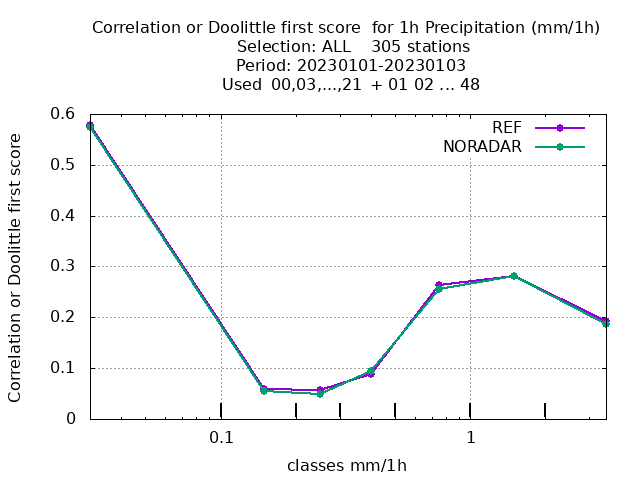 Correlation or Doolittle first score  for 1h Precipitation (mm/1h)
Selection: ALL    305 stations
Period: 20230101-20230103
Used  00,03,...,21  + 01 02 ... 48
REF
NORADAR
Correlation or Doolittle first score
0.6
0.5
0.4
0.3
0.2
0.1
0
0.1 1
classes mm/1h